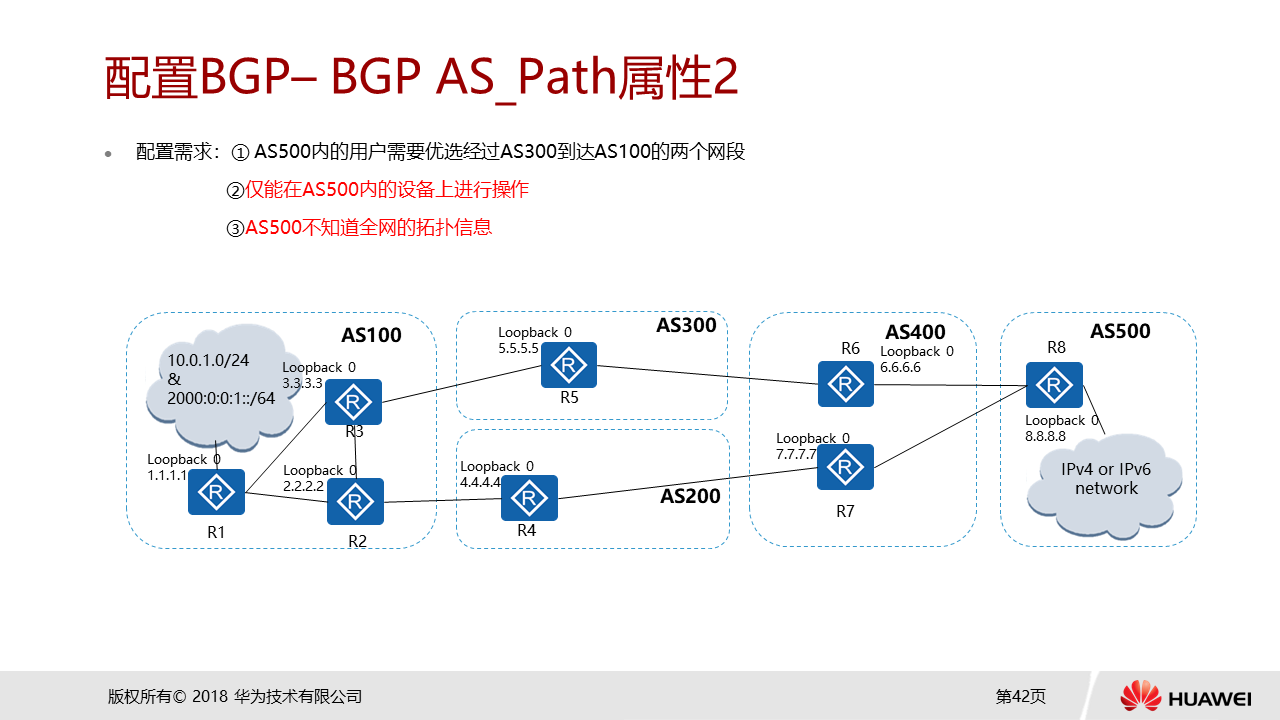 配置BGP– BGP AS_Path属性2
• 配置需求：① AS500内的用户需要优选经过AS300到达AS100的两个网段
②仅能在AS500内的设备上进行操作
③AS500不知道全网的拓扑信息
AS100
10.0.1.0/24
&
2000:0:0:1::/64
Loopback 0
3.3.3.3
R3
Loopback 0
1.1.1.1
R1
Loopback 0
2.2.2.2
R2
AS300
Loopback 0
5.5.5.5
R5
Loopback 0
4.4.4.4
R4
AS200
AS400
R6
Loopback 0
6.6.6.6
Loopback 0
7.7.7.7
R7
AS500
R8
Loopback 0
8.8.8.8
IPv4 or IPv6
network
版权所有© 2018 华为技术有限公司
第42页
HUAWEI